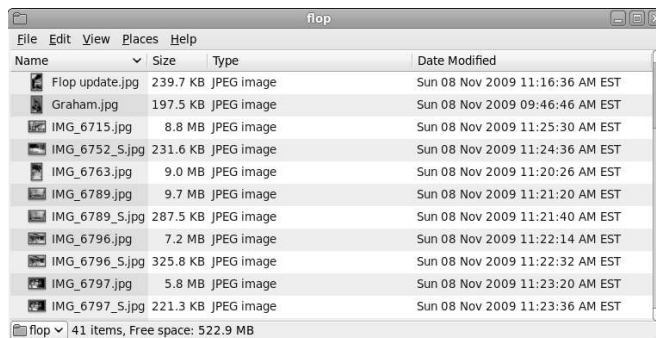 flop
File Edit View Places Help
Name Size Type Date Modified
Flop update.jpg 239.7 KB JPEG image Sun 08 Nov 2009 11:16:36 AM EST
Graham.jpg 197.5 KB JPEG image Sun 08 Nov 2009 09:46:46 AM EST
IMG_6715.jpg 8.8 MB JPEG image Sun 08 Nov 2009 11:25:30 AM EST
IMG_6752_S.jpg 231.6 KB JPEG image Sun 08 Nov 2009 11:24:36 AM EST
IMG_6763.jpg 9.0 MB JPEG image Sun 08 Nov 2009 11:20:26 AM EST
IMG_6789.jpg 9.7 MB JPEG image Sun 08 Nov 2009 11:21:20 AM EST
IMG_6789_S.jpg 287.5 KB JPEG image Sun 08 Nov 2009 11:21:40 AM EST
IMG_6796.jpg 7.2 MB JPEG image Sun 08 Nov 2009 11:22:14 AM EST
IMG_6796_S.jpg 325.8 KB JPEG image Sun 08 Nov 2009 11:22:32 AM EST
IMG_6797.jpg 5.8 MB JPEG image Sun 08 Nov 2009 11:23:20 AM EST
IMG_6797_S.jpg 221.3 KB JPEG image Sun 08 Nov 2009 11:23:36 AM EST
flop 41 items, Free space: 522.9 MB